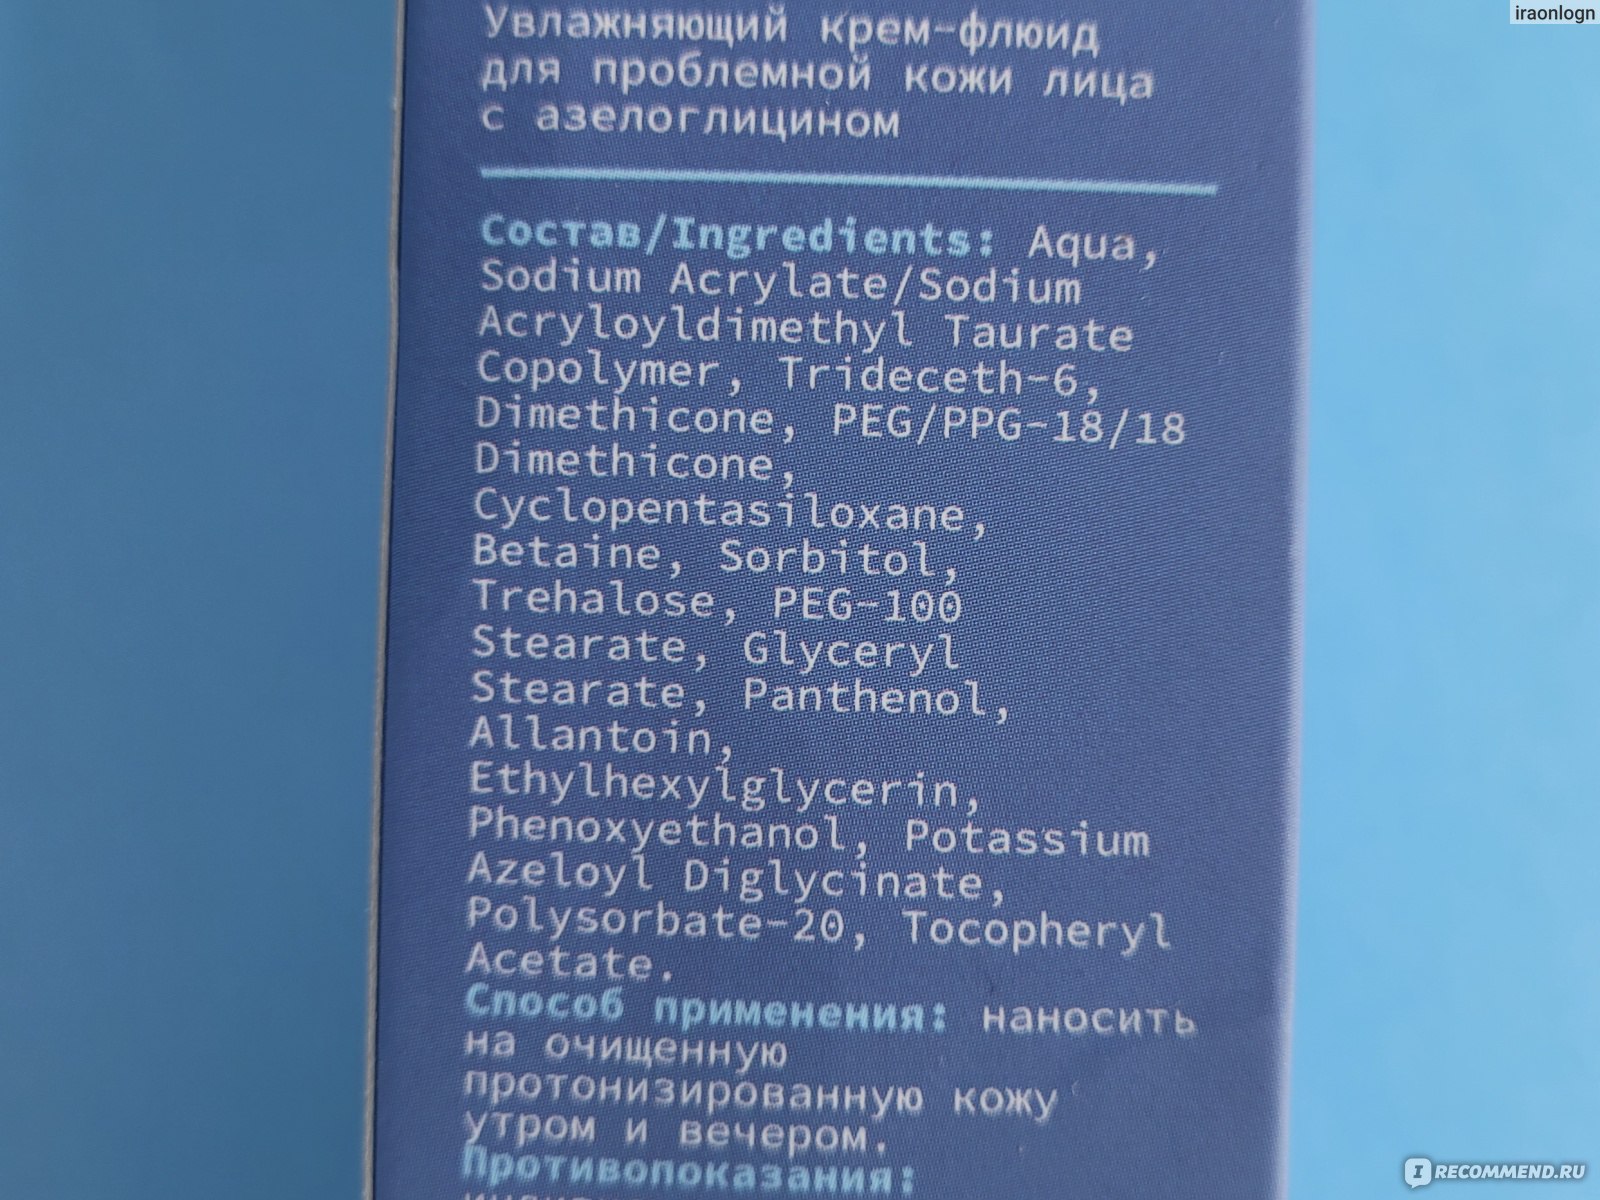 iraonlogn
Увлажняющий крем-флюид
для проблемной кожи лица
с азелоглицином
Состав/Ingredients: Aqua,
Sodium Acrylate/Sodium
Acryloyldimethyl Taurate
Copolymer, Trideceth-6,
Dimethicone, PEG/PPG-18/18
Dimethicone,
Cyclopentasiloxane,
Betaine, Sorbitol,
Trehalose, PEG-100
Stearate, Glyceryl
Stearate, Panthenol,
Allantoin,
Ethylhexylglycerin,
Phenoxyethanol, Potassium
Azeloyl Diglycinate,
Polysorbate-20, Tocopheryl
Acetate.
Способ применения: наносить
на очищенную
протонизированную кожу
утром и вечером.
Противопоказания:
IRECOMMEND.RU